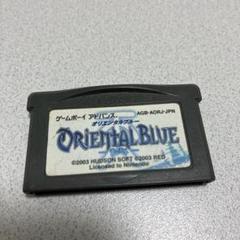 ゲームボーイ アドバンス.
AGB-AORJ-JPN
オリエンタルブルー
ORIENTAL BLUE
©2003 HUDSON SOFT ©2003 RED
Licensed to Nintendo